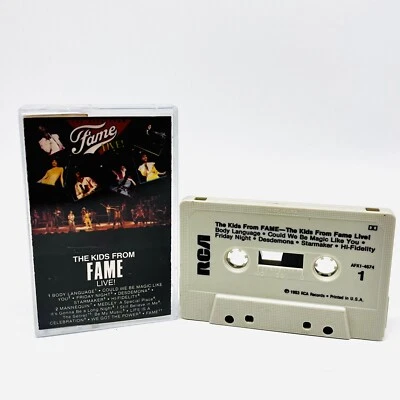 Fame
LIVE!
THE KIDS FROM
FAME
LIVE!
1 BODY LANGUAGE • COULD WE BE MAGIC LIKE
YOU • FRIDAY NIGHT • DESDEMONA •
STARMAKER • HI-FIDELITY
2 MANNEQUIN • MEDLEY: A Special Place
It's Gonna Be a Long Night I Still Believe in Me
The Secret Be My Music • LIFE IS A
CELEBRATION • WE GOT THE POWER • FAME
The Kids From FAME—The Kids From Fame Live!
Body Language • Could We Be Magic Like You •
Friday Night • Desdemona • Starmaker • Hi-Fidelity
RCA
AFK1-4674
1
© 1983 RCA Records • Printed in U.S.A.